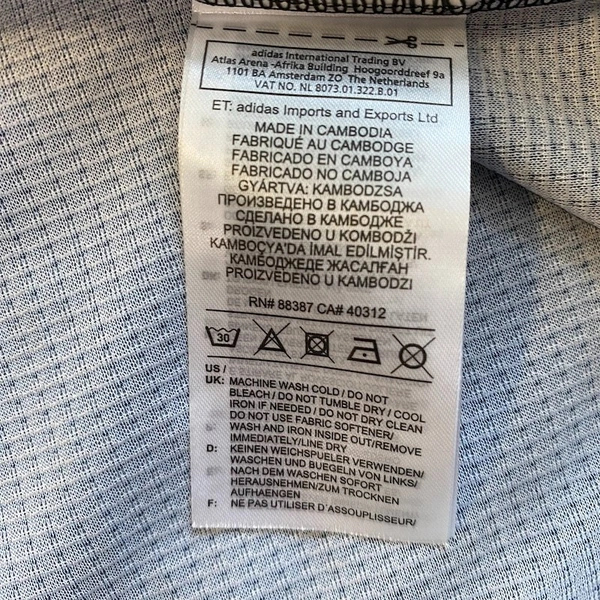 adidas International Trading BV
Atlas Arena -Afrika Building Hoogoorddreef 9a
1101 BA Amsterdam ZO The Netherlands
VAT NO. NL 8073.01.322.B.01
ET: adidas Imports and Exports Ltd
MADE IN CAMBODIA
FABRIQUÉ AU CAMBODGE
FABRICADO EN CAMBOYA
FABRICADO NO CAMBOJA
GYÁRTVA: KAMBODZSA
ПРОИЗВЕДЕНО В КАМБОДЖА
СДЕЛАНО В КАМБОДЖЕ
PROIZVEDENO U KOMBODŽI
KAMBOÇYA'DA İMAL EDİLMİŞTİR.
КАМБОДЖЕДЕ ЖАСАЛҒАН
PROIZVEDENO U KAMBODZI
RN# 88387 CA# 40312
30
US /
UK: MACHINE WASH COLD / DO NOT
BLEACH / DO NOT TUMBLE DRY / COOL
IRON IF NEEDED / DO NOT DRY CLEAN
DO NOT USE FABRIC SOFTENER/
WASH AND IRON INSIDE OUT/REMOVE
IMMEDIATELY/LINE DRY
D: KEINEN WEICHSPUELER VERWENDEN/
WASCHEN UND BUEGELN VON LINKS/
NACH DEM WASCHEN SOFORT
HERAUSNEHMEN/ZUM TROCKNEN
AUFHAENGEN
F: NE PAS UTILISER D'ASSOUPLISSEUR/